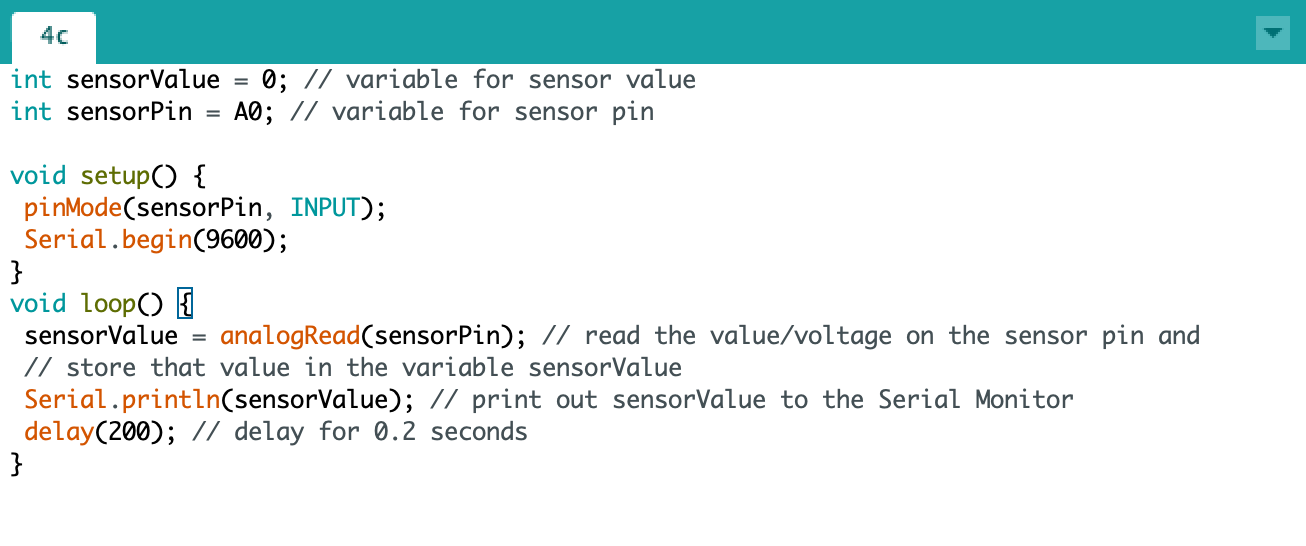 4c
int sensorValue = 0; // variable for sensor value
int sensorPin = A0; // variable for sensor pin
void setup() {
pinMode(sensorPin, INPUT);
Serial.begin(9600);
}
void loop() {
sensorValue = analogRead(sensorPin); // read the value/voltage on the sensor pin and
// store that value in the variable sensorValue
Serial.println(sensorValue); // print out sensorValue to the Serial Monitor
delay(200); // delay for 0.2 seconds
}